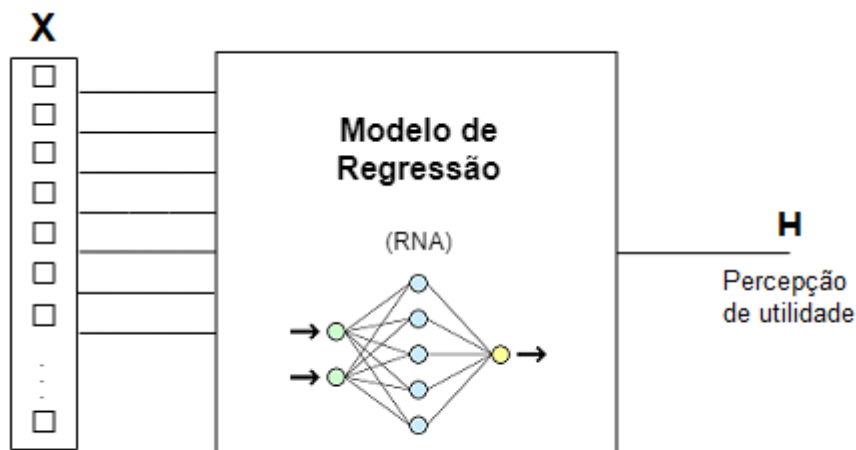 X
Modelo de
Regressão
(RNA)
H
Percepção
de utilidade